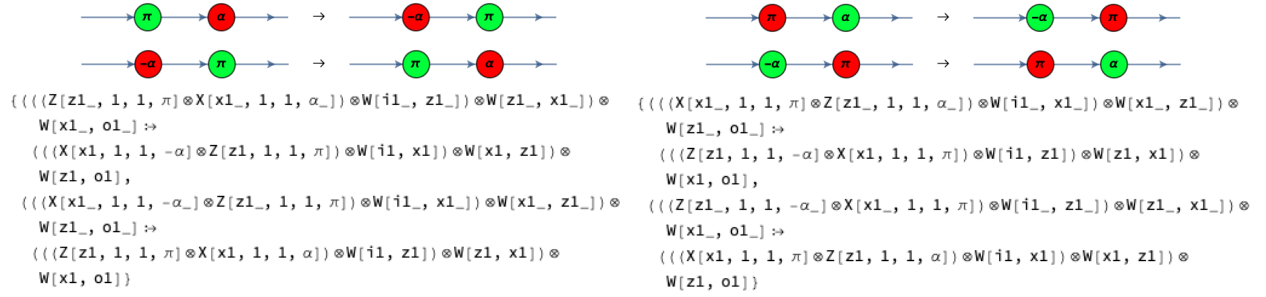 π α → -α π
-α π → π α
{((((Z[z1_, 1, 1, π]⊗X[x1_, 1, 1, α_])⊗W[i1_, z1_])⊗W[z1_, x1_])⊗
W[x1_, o1_]:→
(((X[x1, 1, 1, -α]⊗Z[z1, 1, 1, π])⊗W[i1, x1])⊗W[x1, z1])⊗
W[z1, o1],
(((X[x1_, 1, 1, -α_]⊗Z[z1_, 1, 1, π])⊗W[i1_, x1_])⊗W[x1_, z1_])⊗
W[z1_, o1_]:→
(((Z[z1, 1, 1, π]⊗X[x1, 1, 1, α])⊗W[i1, z1])⊗W[z1, x1])⊗
W[x1, o1]}
π α → -α π
-α π → π α
{((((X[x1_, 1, 1, π]⊗Z[z1_, 1, 1, α_])⊗W[i1_, x1_])⊗W[x1_, z1_])⊗
W[z1_, o1_]:→
(((Z[z1, 1, 1, -α]⊗X[x1, 1, 1, π])⊗W[i1, z1])⊗W[z1, x1])⊗
W[x1, o1],
(((Z[z1_, 1, 1, -α_]⊗X[x1_, 1, 1, π])⊗W[i1_, z1_])⊗W[z1_, x1_])⊗
W[x1_, o1_]:→
(((X[x1, 1, 1, π]⊗Z[z1, 1, 1, α])⊗W[i1, x1])⊗W[x1, z1])⊗
W[z1, o1]}